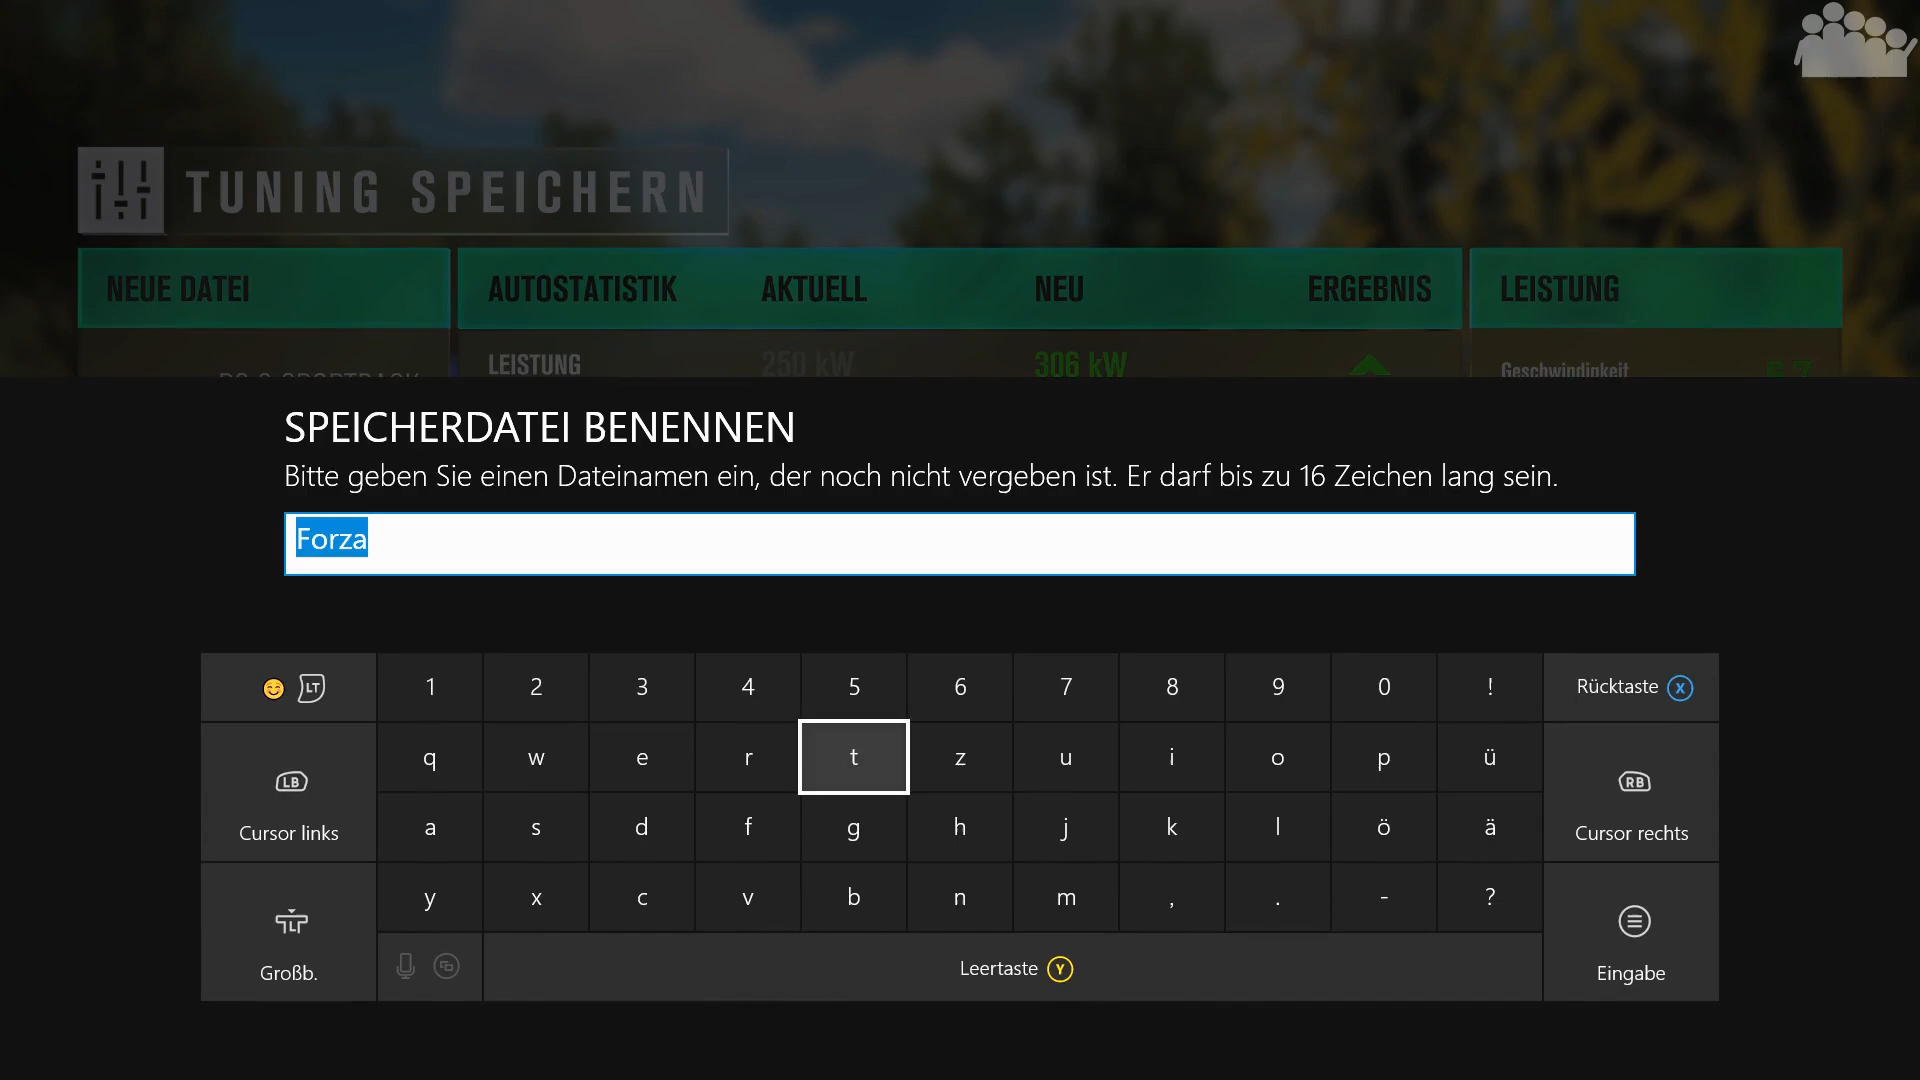 TUNING SPEICHERN
NEUE DATEI
AUTOSTATISTIK AKTUELL NEU ERGEBNIS
LEISTUNG
LEISTUNG 250 kW 306 kW
Geschwindigkeit 6,7
SPEICHERDATEI BENENNEN
Bitte geben Sie einen Dateinamen ein, der noch nicht vergeben ist. Er darf bis zu 16 Zeichen lang sein.
Forza
LT 1 2 3 4 5 6 7 8 9 0 ! Rücktaste X
q w e r t z u i o p ü
LB Cursor links
RB Cursor rechts
a s d f g h j k l ö ä
y x c v b n m , . - ?
LT Großb.
Leertaste Y
Eingabe